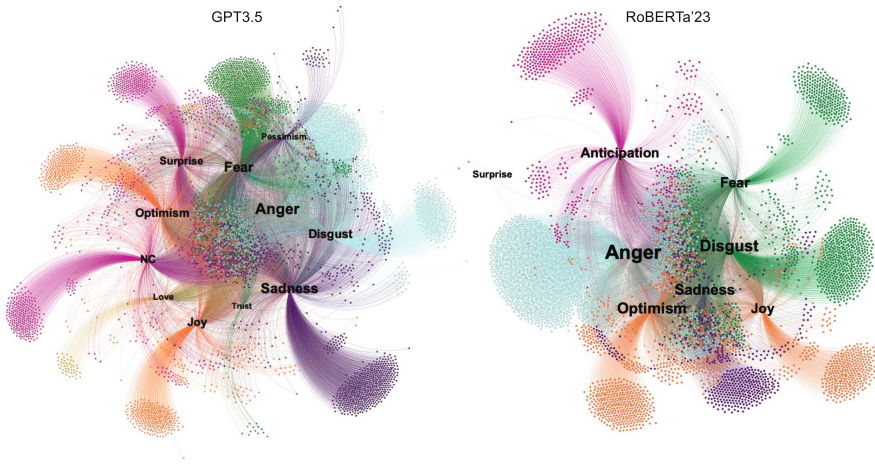 GPT3.5
Pessimism
Surprise
Fear
Optimism
Anger
Disgust
NC
Sadness
Love
Trust
Joy
RoBERTa'23
Anticipation
Surprise
Fear
Anger
Disgust
Sadness
Optimism
Joy